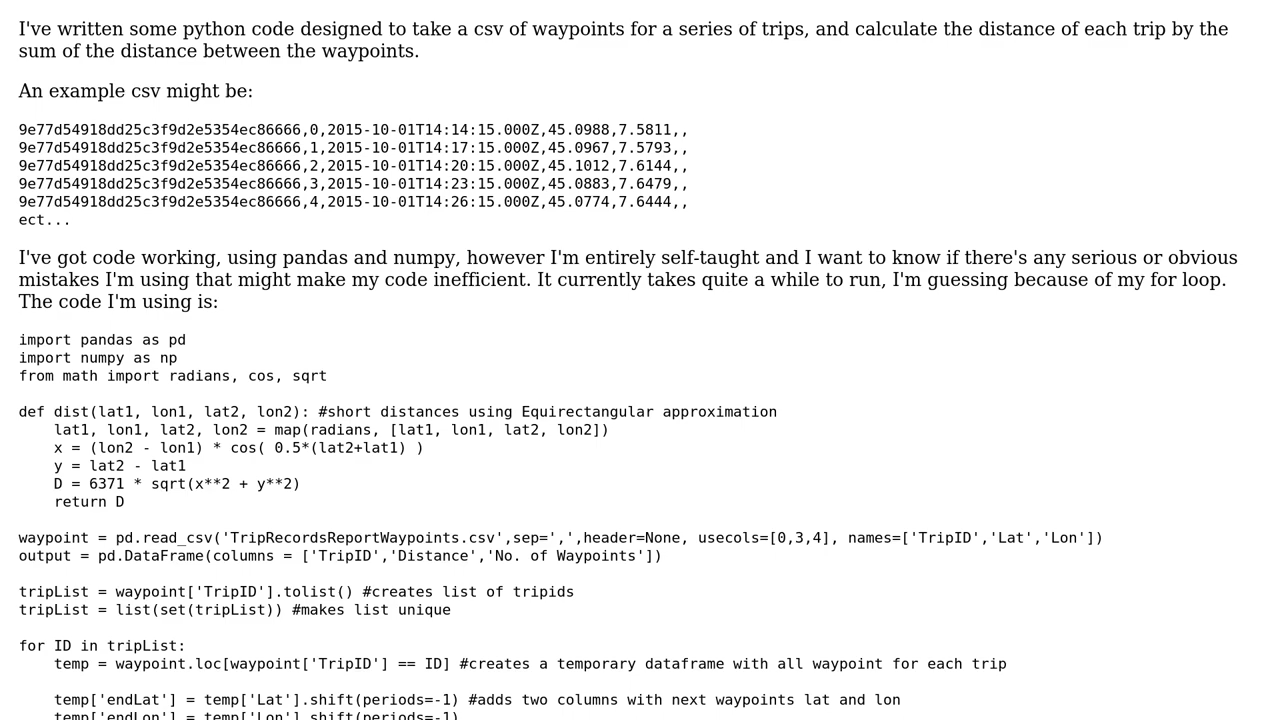 I've written some python code designed to take a csv of waypoints for a series of trips, and calculate the distance of each trip by the
sum of the distance between the waypoints.
An example csv might be:
9e77d54918dd25c3f9d2e5354ec86666,0,2015-10-01T14:14:15.000Z,45.0988,7.5811,,
9e77d54918dd25c3f9d2e5354ec86666,1,2015-10-01T14:17:15.000Z,45.0967,7.5793,,
9e77d54918dd25c3f9d2e5354ec86666,2,2015-10-01T14:20:15.000Z,45.1012,7.6144,,
9e77d54918dd25c3f9d2e5354ec86666,3,2015-10-01T14:23:15.000Z,45.0883,7.6479,,
9e77d54918dd25c3f9d2e5354ec86666,4,2015-10-01T14:26:15.000Z,45.0774,7.6444,,
ect...
I've got code working, using pandas and numpy, however I'm entirely self-taught and I want to know if there's any serious or obvious
mistakes I'm using that might make my code inefficient. It currently takes quite a while to run, I'm guessing because of my for loop.
The code I'm using is:
import pandas as pd
import numpy as np
from math import radians, cos, sqrt
def dist(lat1, lon1, lat2, lon2): #short distances using Equirectangular approximation
    lat1, lon1, lat2, lon2 = map(radians, [lat1, lon1, lat2, lon2])
    x = (lon2 - lon1) * cos( 0.5*(lat2+lat1) )
    y = lat2 - lat1
    D = 6371 * sqrt(x**2 + y**2)
    return D
waypoint = pd.read_csv('TripRecordsReportWaypoints.csv',sep=',',header=None, usecols=[0,3,4], names=['TripID','Lat','Lon'])
output = pd.DataFrame(columns = ['TripID','Distance','No. of Waypoints'])
tripList = waypoint['TripID'].tolist() #creates list of tripids
tripList = list(set(tripList)) #makes list unique
for ID in tripList:
    temp = waypoint.loc[waypoint['TripID'] == ID] #creates a temporary dataframe with all waypoint for each trip
    temp['endLat'] = temp['Lat'].shift(periods=-1) #adds two columns with next waypoints lat and lon
    temp['endLon'] = temp['Lon'].shift(periods=-1)